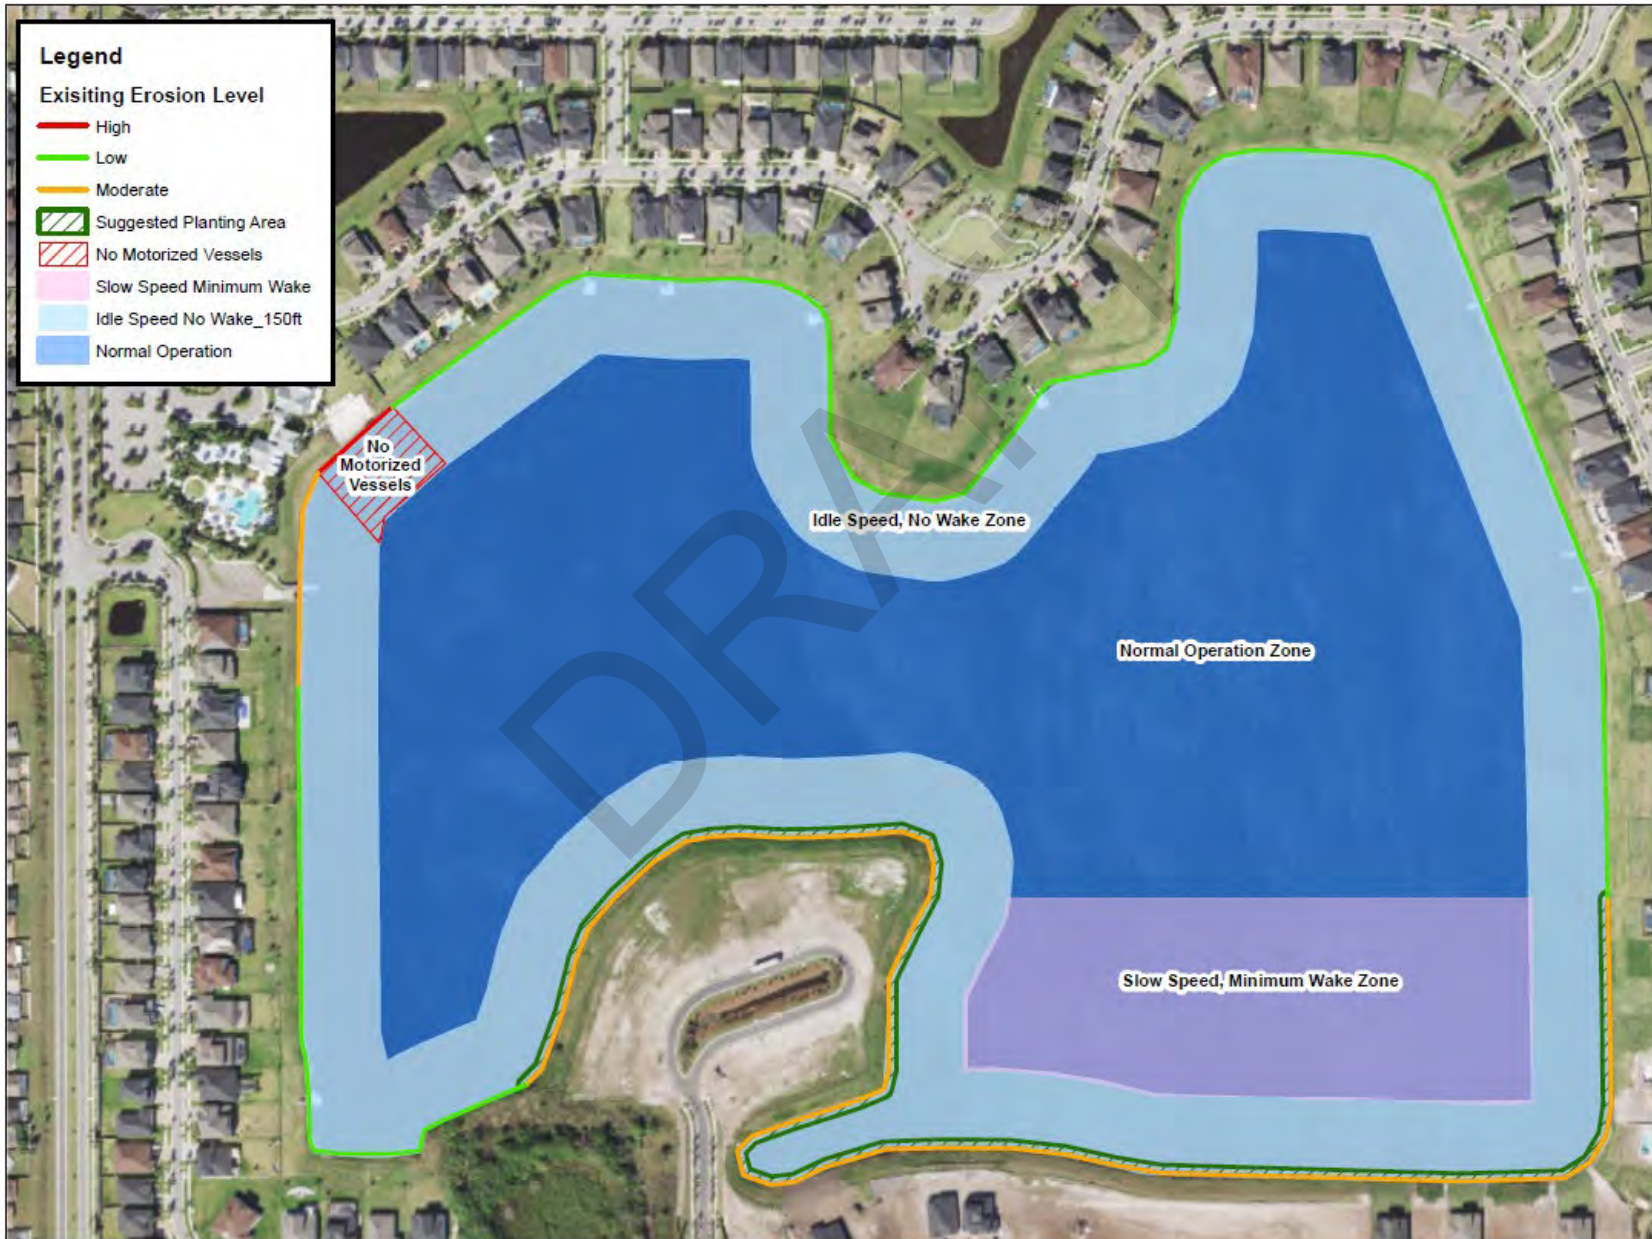 Legend
Exisiting Erosion Level
High
Low
Moderate
Suggested Planting Area
No Motorized Vessels
Slow Speed Minimum Wake
Idle Speed No Wake_150ft
Normal Operation
No
Motorized
Vessels
Idle Speed, No Wake Zone
Normal Operation Zone
Slow Speed, Minimum Wake Zone
DRAFT